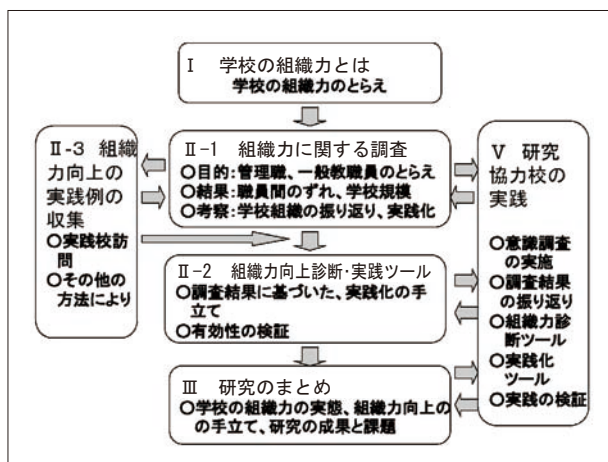 Ⅰ 学校の組織力とは
学校の組織力のとらえ
Ⅱ-3 組織
力向上の
実践例の
収集
○実践校訪
問
○その他の
方法により
Ⅱ-1 組織力に関する調査
○目的:管理職、一般教職員のとらえ
○結果:職員間のずれ、学校規模
○考察:学校組織の振り返り、実践化
Ⅱ-2 組織力向上診断・実践ツール
○調査結果に基づいた、実践化の手
立て
○有効性の検証
Ⅲ 研究のまとめ
○学校の組織力の実態、組織力向上の
の手立て、研究の成果と課題
Ⅴ 研究
協力校の
実践
○意識調査
の実施
○調査結果
の振り返り
○組織力診
断ツール
○実践化
ツール
○実践の検証